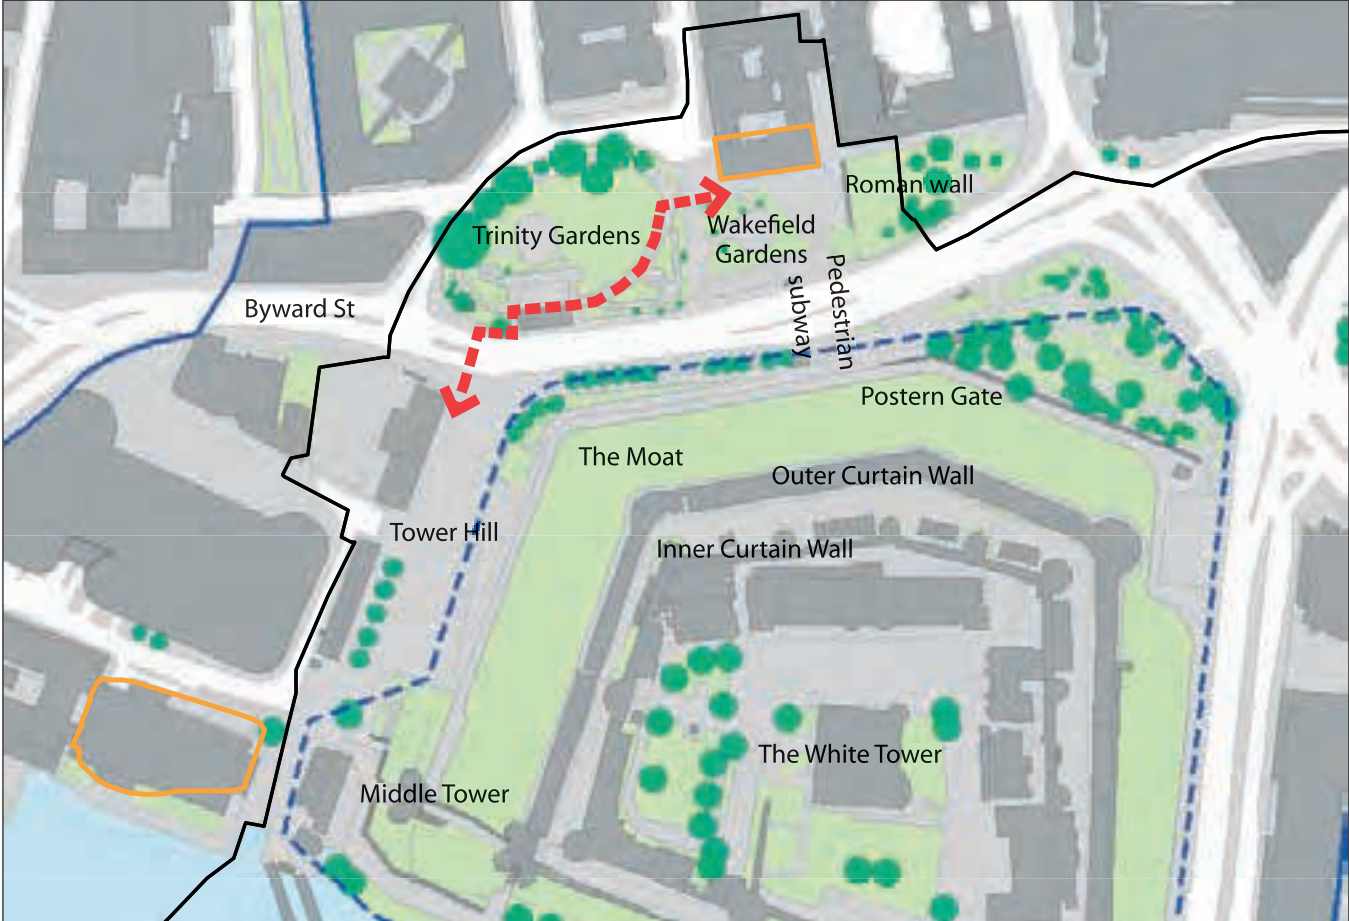 Roman wall
Trinity Gardens
Wakefield
Gardens
Byward St
Pedestrian
subway
Postern Gate
The Moat
Outer Curtain Wall
Tower Hill
Inner Curtain Wall
The White Tower
Middle Tower